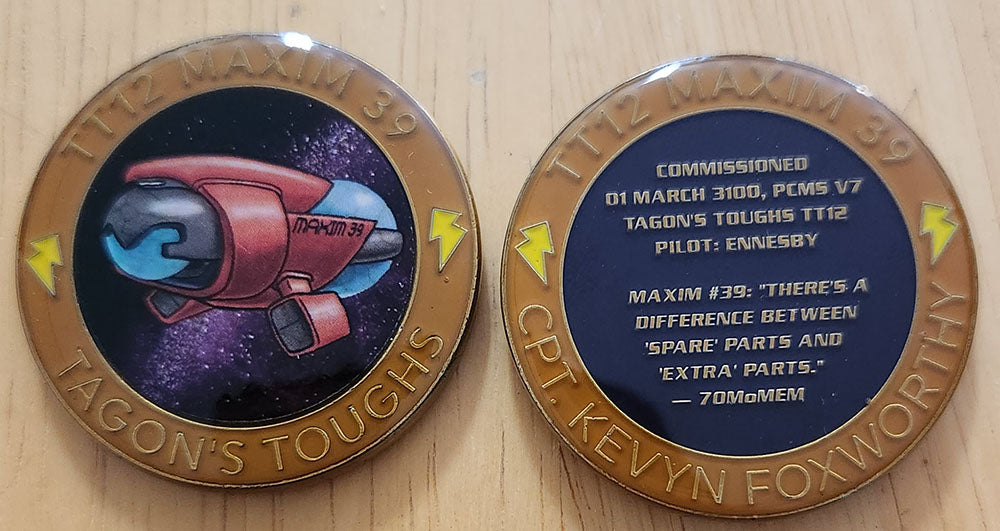 TT12 MAXIM 39
MAXIM 39
TAGON'S TOUGHS
TT12 MAXIM 39
COMMISSIONED
01 MARCH 3100, PCMS V7
TAGON'S TOUGHS TT12
PILOT: ENNESBY
MAXIM #39: "THERE'S A
DIFFERENCE BETWEEN
'SPARE' PARTS AND
'EXTRA' PARTS."
— 70MoMEM
CPT. KEVYN FOXWORTHY